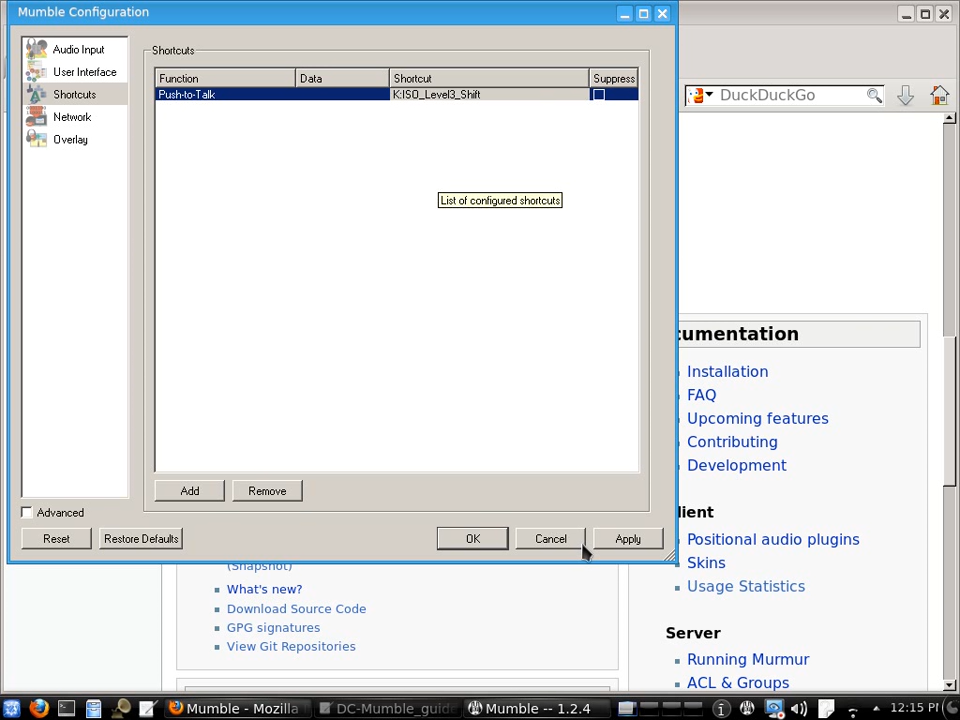 Mumble Configuration
Audio Input
User Interface
Shortcuts
Network
Overlay
Shortcuts
Function Data Shortcut Suppress
Push-to-Talk K:ISO_Level3_Shift
List of configured shortcuts
Add Remove
Advanced
Reset Restore Defaults OK Cancel Apply
DuckDuckGo
cumentation
Installation
FAQ
Upcoming features
Contributing
Development
lient
Positional audio plugins
Skins
Usage Statistics
Server
Running Murmur
ACL & Groups
(Snapshot)
What's new?
Download Source Code
GPG signatures
View Git Repositories
Mumble - Mozilla DC-Mumble_guide Mumble -- 1.2.4 12:15 PI